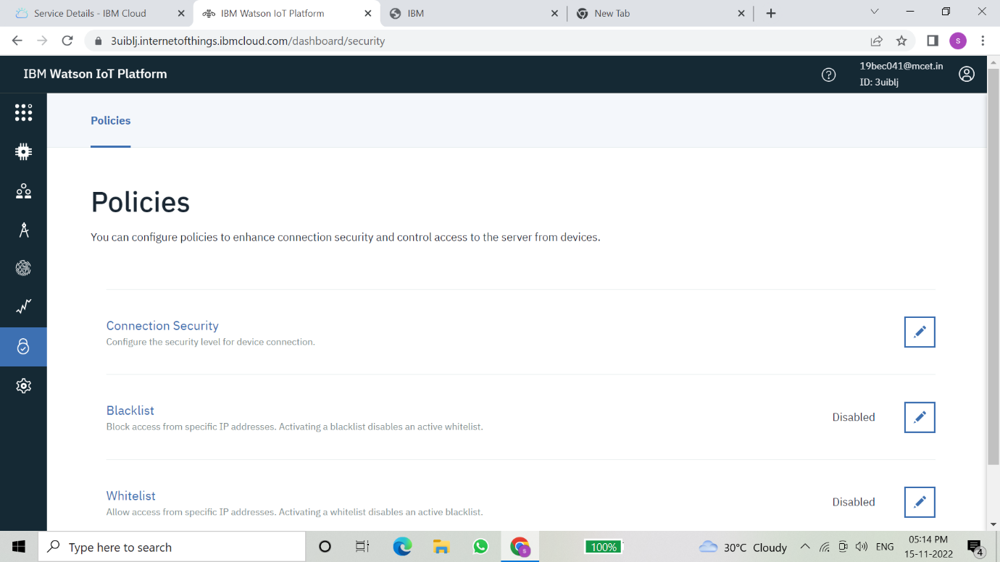 Service Details - IBM Cloud
IBM Watson IoT Platform
IBM
New Tab
3uiblj.internetofthings.ibmcloud.com/dashboard/security
s
IBM Watson IoT Platform
?
19bec041@mcet.in
ID: 3uiblj
Policies
Policies
You can configure policies to enhance connection security and control access to the server from devices.
Connection Security
Configure the security level for device connection.
Blacklist
Block access from specific IP addresses. Activating a blacklist disables an active whitelist.
Disabled
Whitelist
Allow access from specific IP addresses. Activating a whitelist disables an active blacklist.
Disabled
Type here to search
s
100%
30°C Cloudy
ENG
05:14 PM
15-11-2022
4